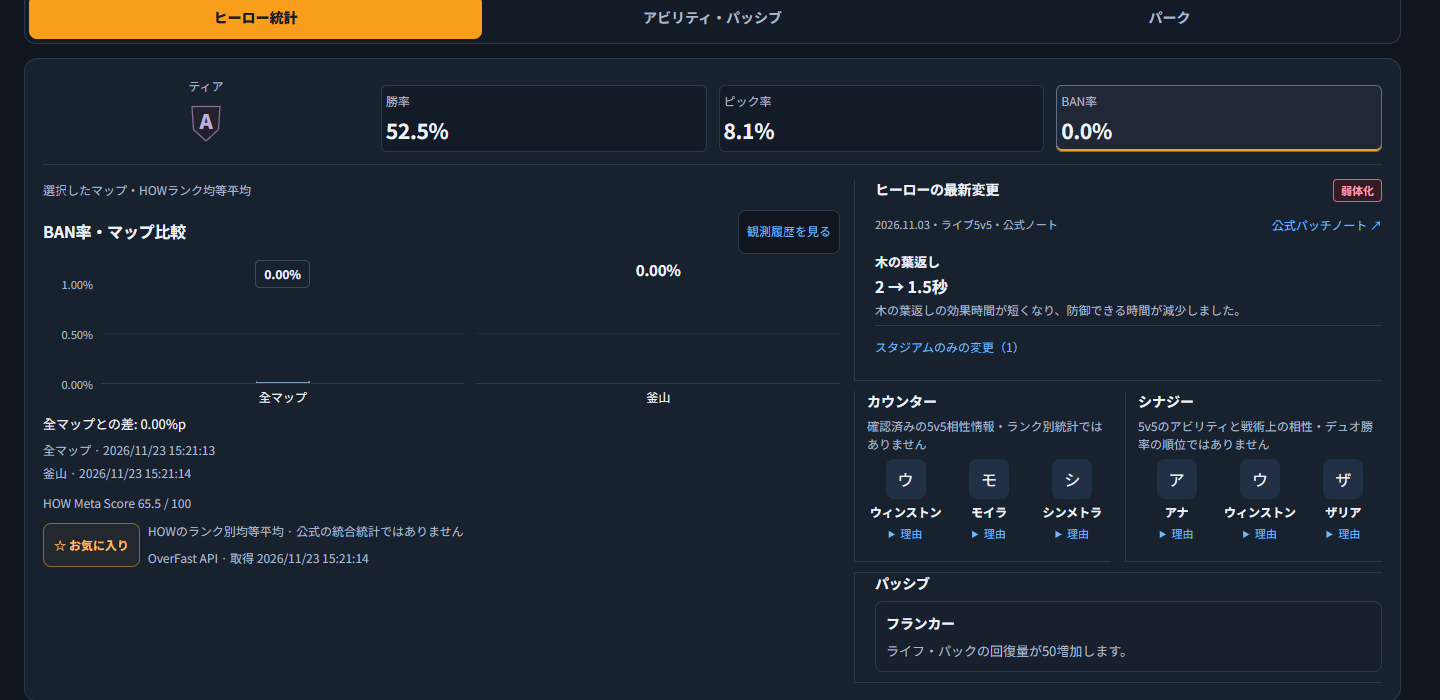 ヒーロー統計
アビリティ・パッシブ
パーク
ティア
A
勝率
52.5%
ピック率
8.1%
BAN率
0.0%
選択したマップ・HOWランク均等平均
BAN率・マップ比較
観測履歴を見る
0.00%
0.00%
1.00%
0.50%
0.00%
全マップ
釜山
全マップとの差: 0.00%p
全マップ · 2026/11/23 15:21:13
釜山 · 2026/11/23 15:21:14
HOW Meta Score 65.5 / 100
☆ お気に入り
HOWのランク別均等平均 · 公式の統合統計ではありません
OverFast API · 取得 2026/11/23 15:21:14
ヒーローの最新変更
弱体化
2026.11.03・ライブ5v5・公式ノート
公式パッチノート ↗
木の葉返し
2 → 1.5秒
木の葉返しの効果時間が短くなり、防御できる時間が減少しました。
スタジアムのみの変更（1）
カウンター
確認済みの5v5相性情報・ランク別統計では
ありません
ウ
モ
シ
ウィンストン
モイラ
シンメトラ
▶ 理由
▶ 理由
▶ 理由
シナジー
5v5のアビリティと戦術上の相性・デュオ勝
率の順位ではありません
ア
ウ
ザ
アナ
ウィンストン
ザリア
▶ 理由
▶ 理由
▶ 理由
パッシブ
フランカー
ライフ・パックの回復量が50増加します。